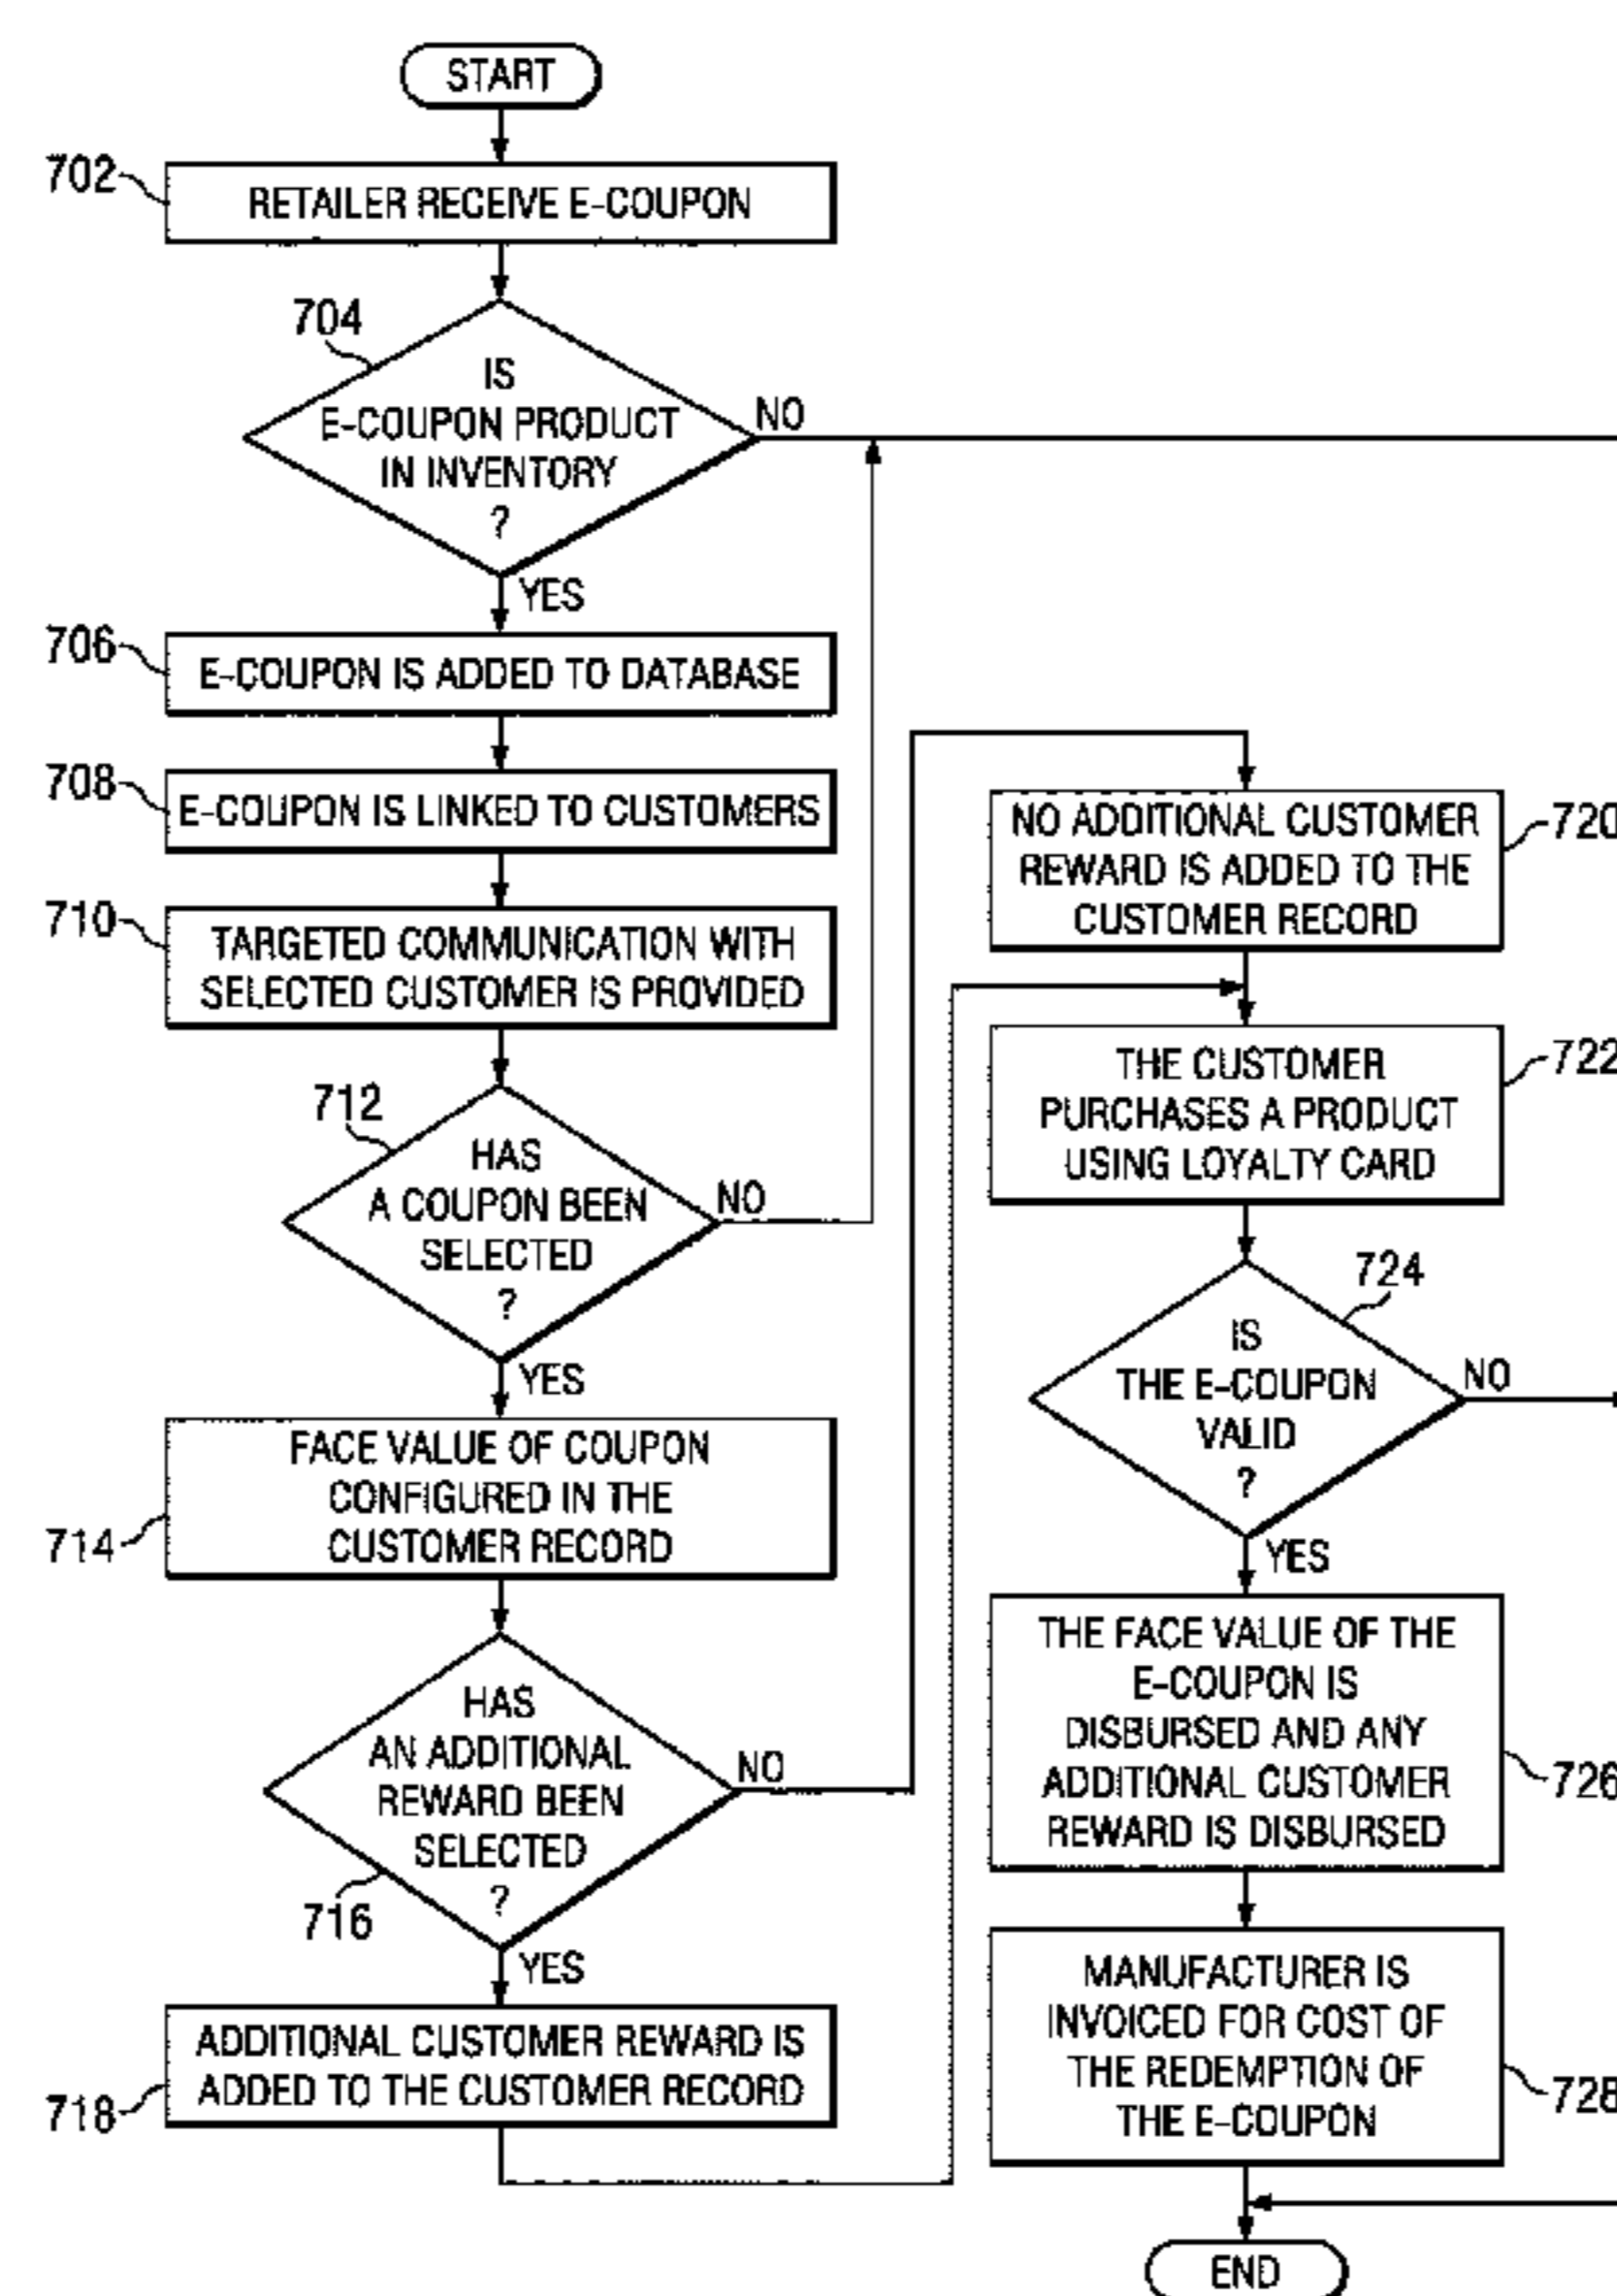 START
702
RETAILER RECEIVE E-COUPON
704
IS
E-COUPON PRODUCT
IN INVENTORY
?
NO
YES
706
E-COUPON IS ADDED TO DATABASE
708
E-COUPON IS LINKED TO CUSTOMERS
710
TARGETED COMMUNICATION WITH
SELECTED CUSTOMER IS PROVIDED
712
HAS
A COUPON BEEN
SELECTED
?
NO
YES
714
FACE VALUE OF COUPON
CONFIGURED IN THE
CUSTOMER RECORD
716
HAS
AN ADDITIONAL
REWARD BEEN
SELECTED
?
NO
YES
718
ADDITIONAL CUSTOMER REWARD IS
ADDED TO THE CUSTOMER RECORD
720
NO ADDITIONAL CUSTOMER
REWARD IS ADDED TO THE
CUSTOMER RECORD
722
THE CUSTOMER
PURCHASES A PRODUCT
USING LOYALTY CARD
724
IS
THE E-COUPON
VALID
?
NO
YES
726
THE FACE VALUE OF THE
E-COUPON IS
DISBURSED AND ANY
ADDITIONAL CUSTOMER
REWARD IS DISBURSED
728
MANUFACTURER IS
INVOICED FOR COST OF
THE REDEMPTION OF
THE E-COUPON
END